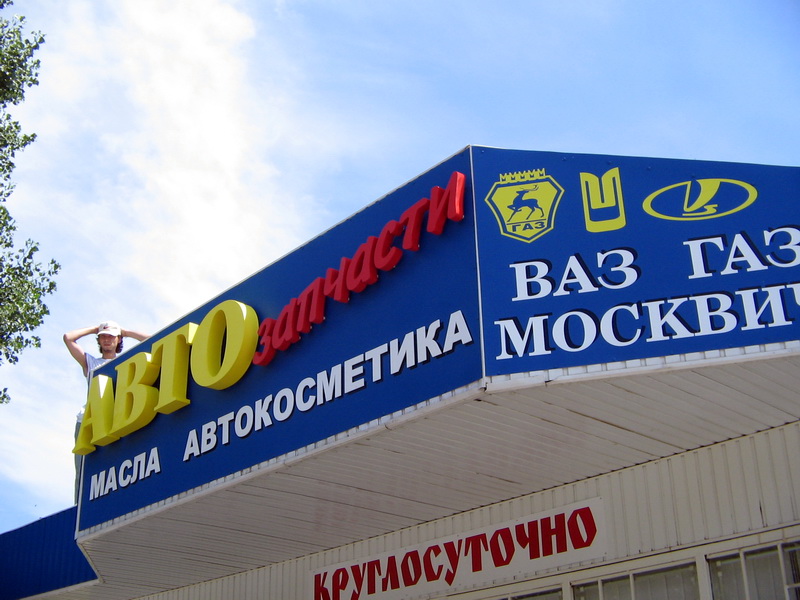 АВТОзапчасти
МАСЛА АВТОКОСМЕТИКА
ГАЗ
ВАЗ ГАЗ
МОСКВИЧ
КРУГЛОСУТОЧНО